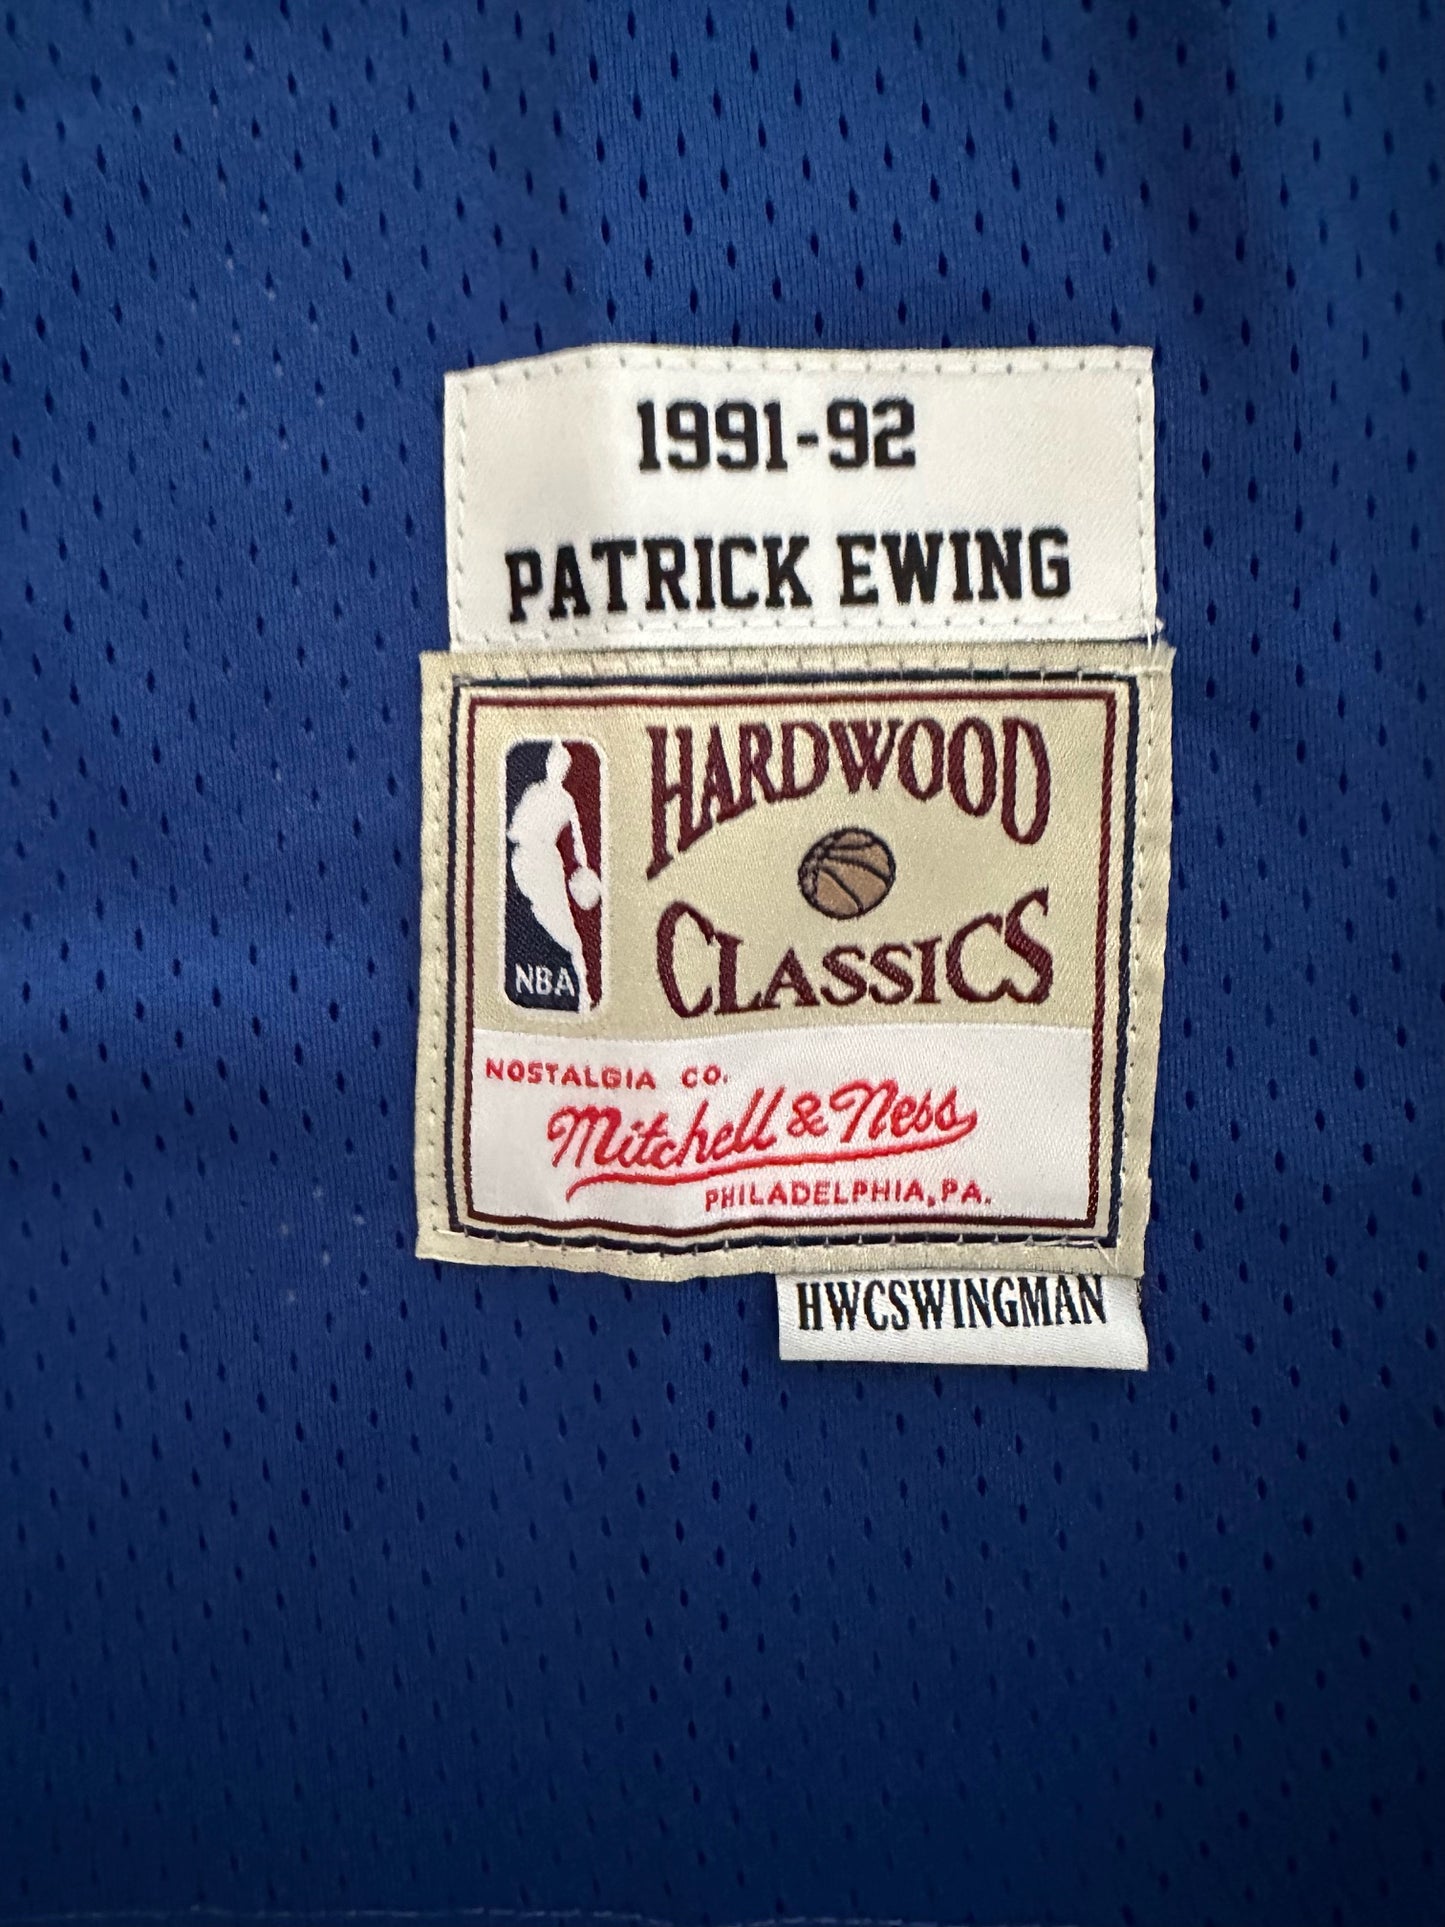 1991-92
PATRICK EWING
HARDWOOD
CLASSICS
NBA
NOSTALGIA CO.
Mitchell & Ness
PHILADELPHIA, PA.
HWCSWINGMAN